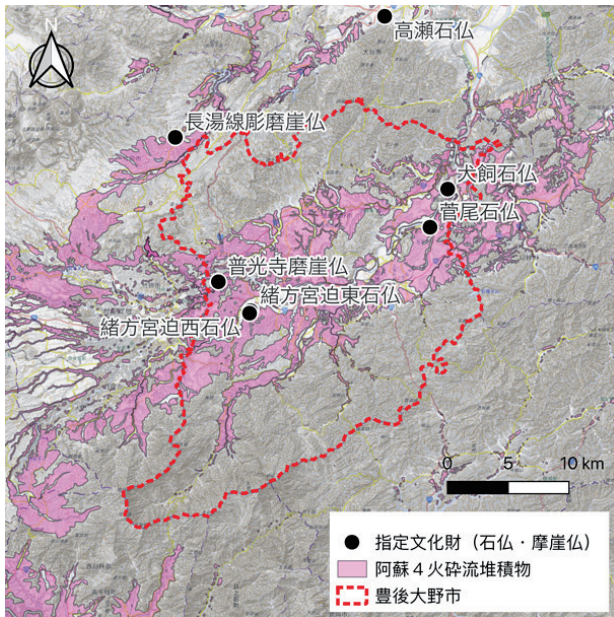 N
高瀬石仏
長湯線彫磨崖仏
犬飼石仏
菅尾石仏
普光寺磨崖仏
緒方宮迫東石仏
緒方宮迫西石仏
0 5 10 km
指定文化財（石仏・摩崖仏）
阿蘇４火砕流堆積物
豊後大野市